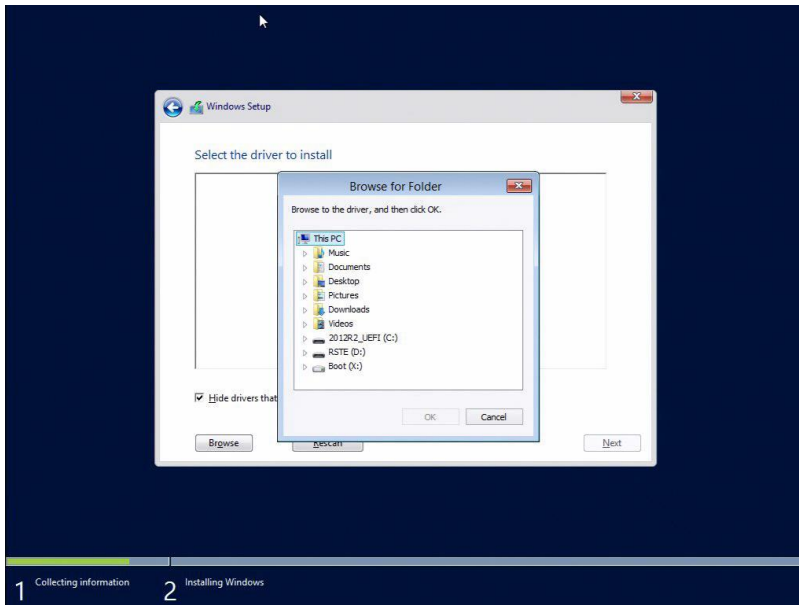 Windows Setup
Select the driver to install
Browse for Folder
Browse to the driver, and then click OK.
This PC
Music
Documents
Desktop
Pictures
Downloads
Videos
2012R2_UEFI (C:)
RSTE (D:)
Boot (X:)
OK Cancel
Hide drivers that
Browse Rescan Next
1 Collecting information 2 Installing Windows